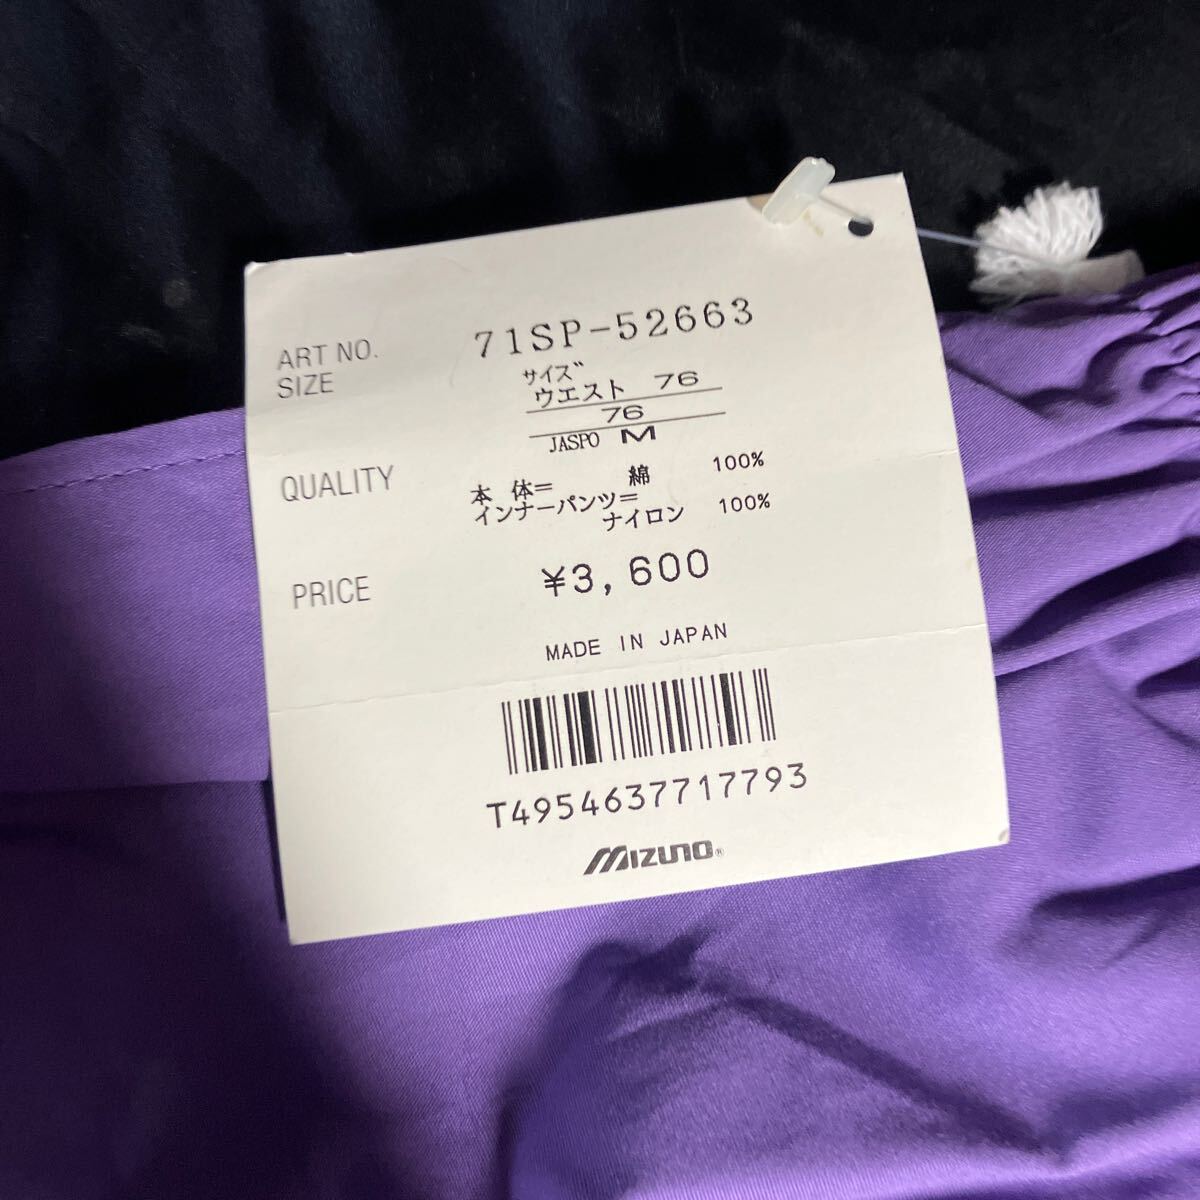 ART NO. 71SP-52663
SIZE サイズ
ウエスト 76
76
JASPO M
QUALITY 本 体= 綿 100%
インナーパンツ=
ナイロン 100%
PRICE ¥3,600
MADE IN JAPAN
T4954637717793
MIZUNO®